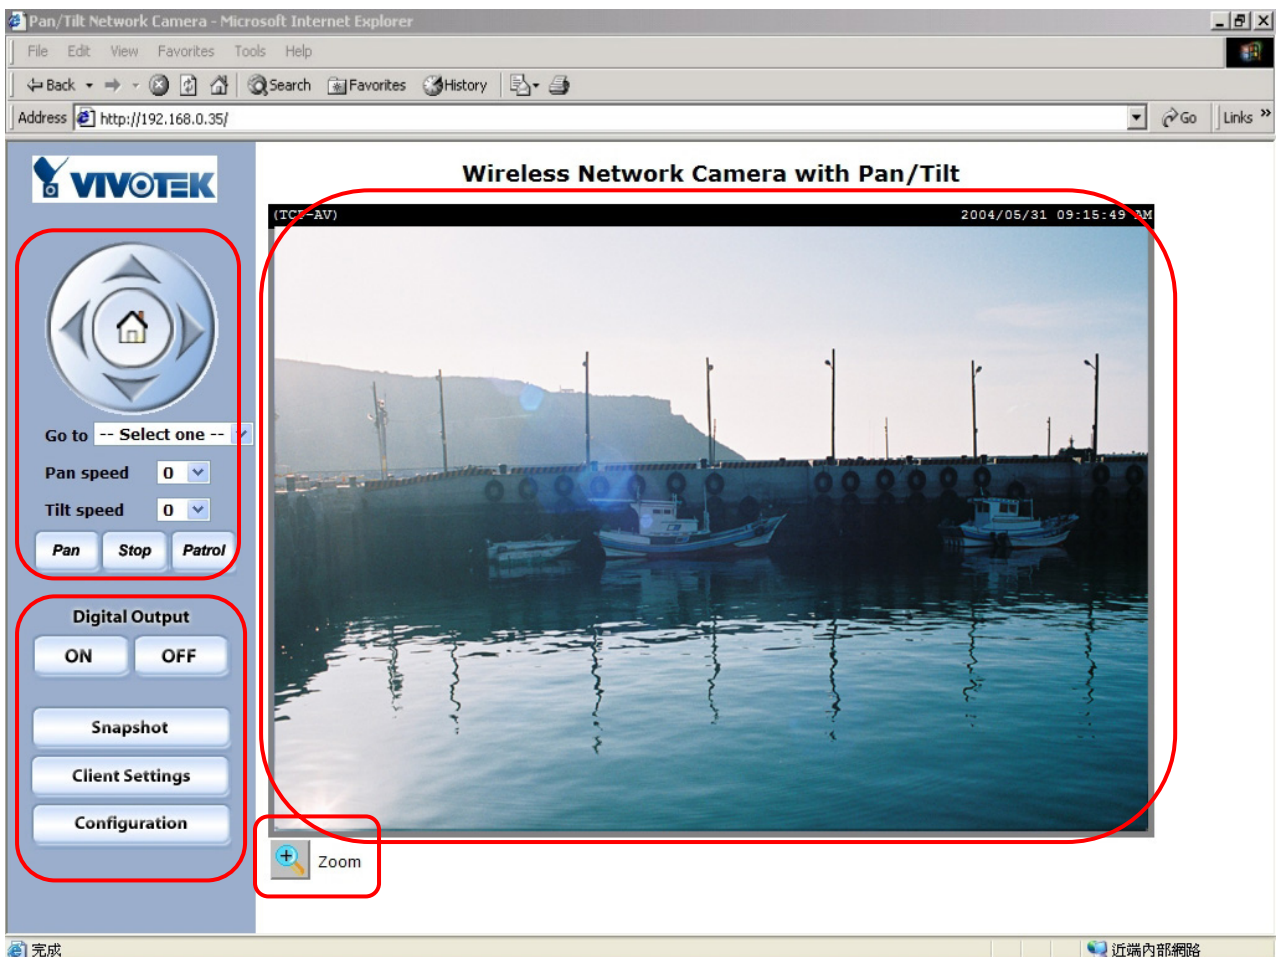 Pan/Tilt Network Camera - Microsoft Internet Explorer
File Edit View Favorites Tools Help
Back Search Favorites History
Address http://192.168.0.35/ Go Links »
VIVOTEK
Wireless Network Camera with Pan/Tilt
(TCP-AV) 2004/05/31 09:15:49 AM
Go to -- Select one --
Pan speed 0
Tilt speed 0
Pan Stop Patrol
Digital Output
ON OFF
Snapshot
Client Settings
Configuration
Zoom
完成 近端內部網路